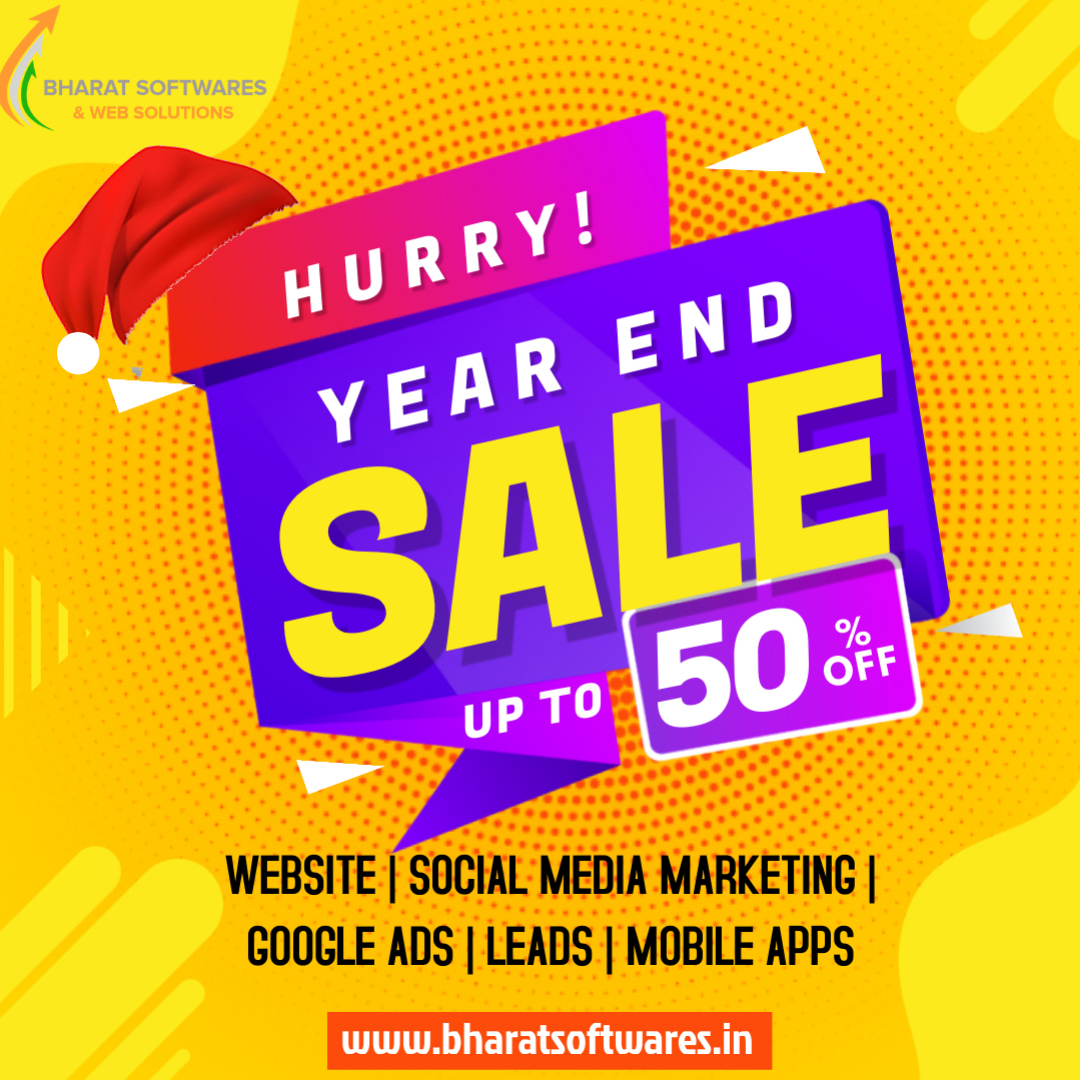 BHARAT SOFTWARES
& WEB SOLUTIONS
HURRY!
YEAR END
SALE
UP TO 50 % OFF
WEBSITE | SOCIAL MEDIA MARKETING |
GOOGLE ADS | LEADS | MOBILE APPS
www.bharatsoftwares.in